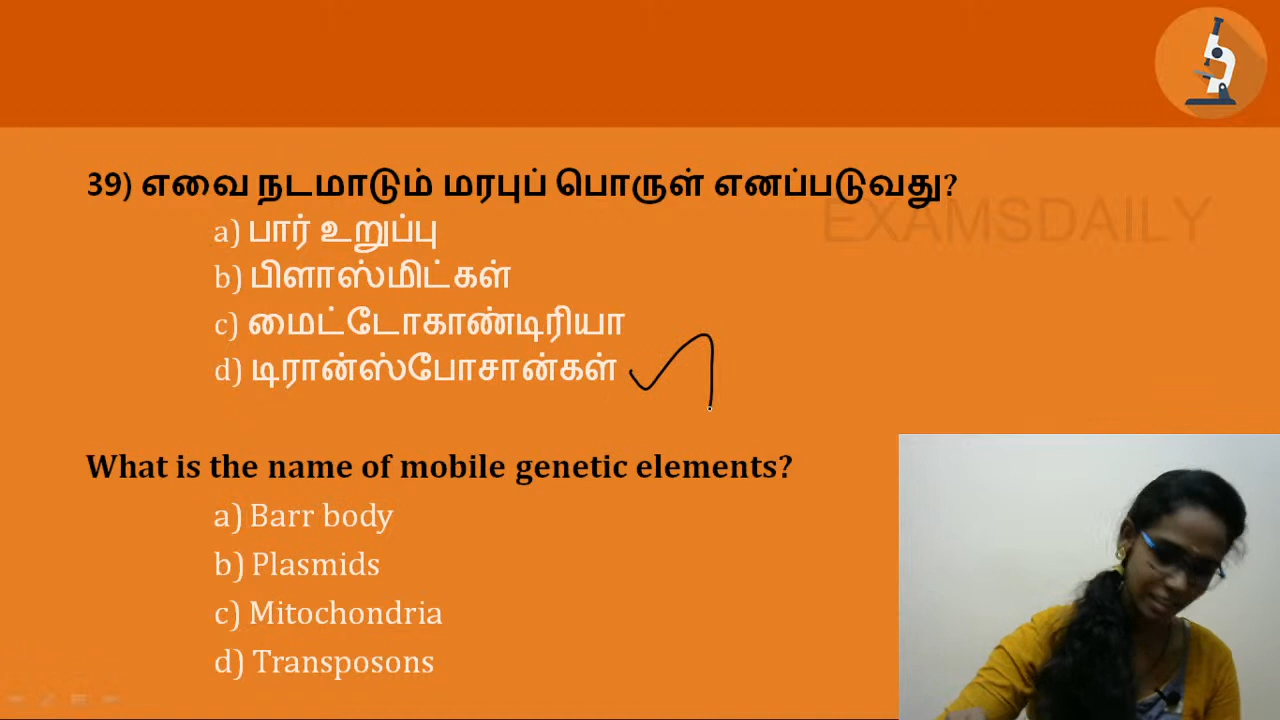 39) எவை நடமாடும் மரபுப் பொருள் எனப்படுவது?
EXAMSDAILY
a) பார் உறுப்பு
b) பிளாஸ்மிட்கள்
c) மைட்டோகாண்டிரியா
d) டிரான்ஸ்போசான்கள்
What is the name of mobile genetic elements?
a) Barr body
b) Plasmids
c) Mitochondria
d) Transposons